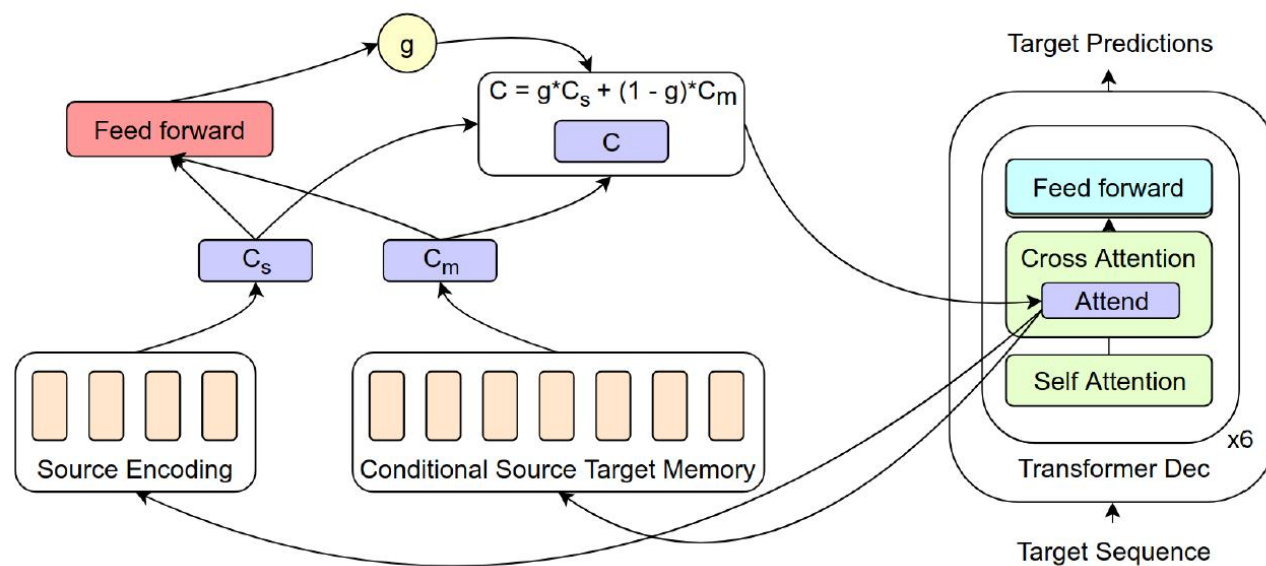 g
Target Predictions
C = g*Cs + (1 - g)*Cm
Feed forward
C
Feed forward
Cs
Cm
Cross Attention
Attend
Self Attention
x6
Source Encoding
Conditional Source Target Memory
Transformer Dec
Target Sequence